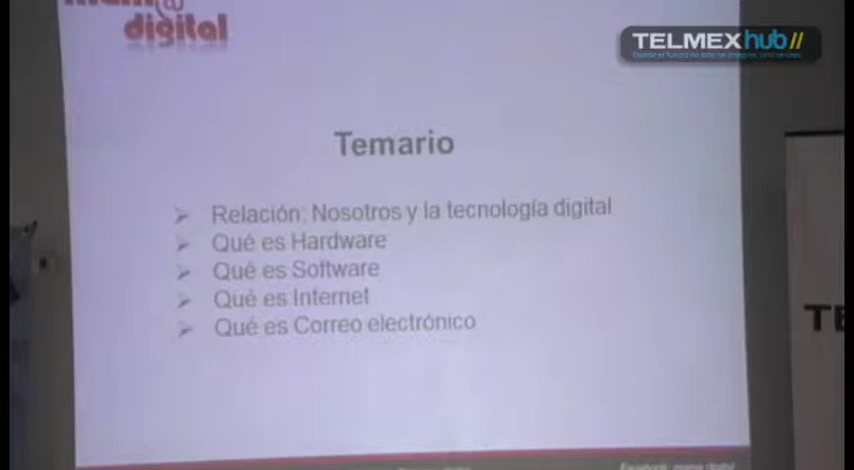 digital
TELMEXhub//
Temario
➤ Relación: Nosotros y la tecnología digital
➤ Qué es Hardware
➤ Qué es Software
➤ Qué es Internet
➤ Qué es Correo electrónico
TE